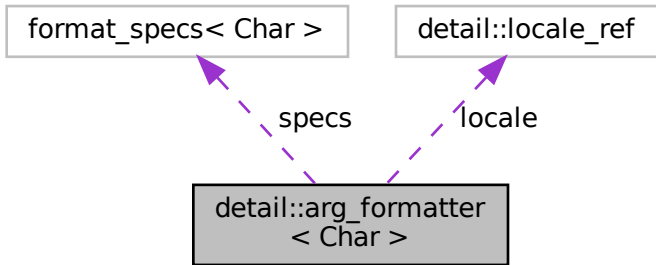 format_specs< Char >
detail::locale_ref
specs
locale
detail::arg_formatter
< Char >